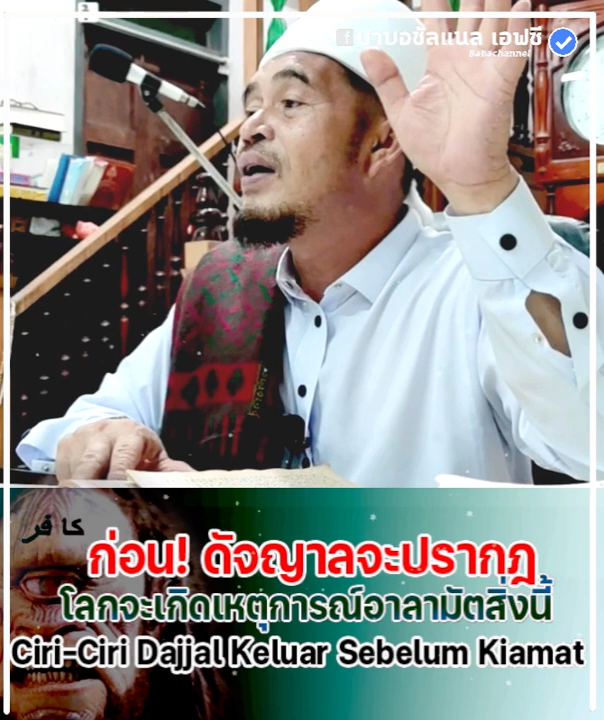 บาบอชัลแนล เอฟซี
Babachannel
كافر
ก่อน! ดัจญาลจะปรากฎ
โลกจะเกิดเหตุการณ์อาลามัตสิ่งนี้
Ciri-Ciri Dajjal Keluar Sebelum Kiamat